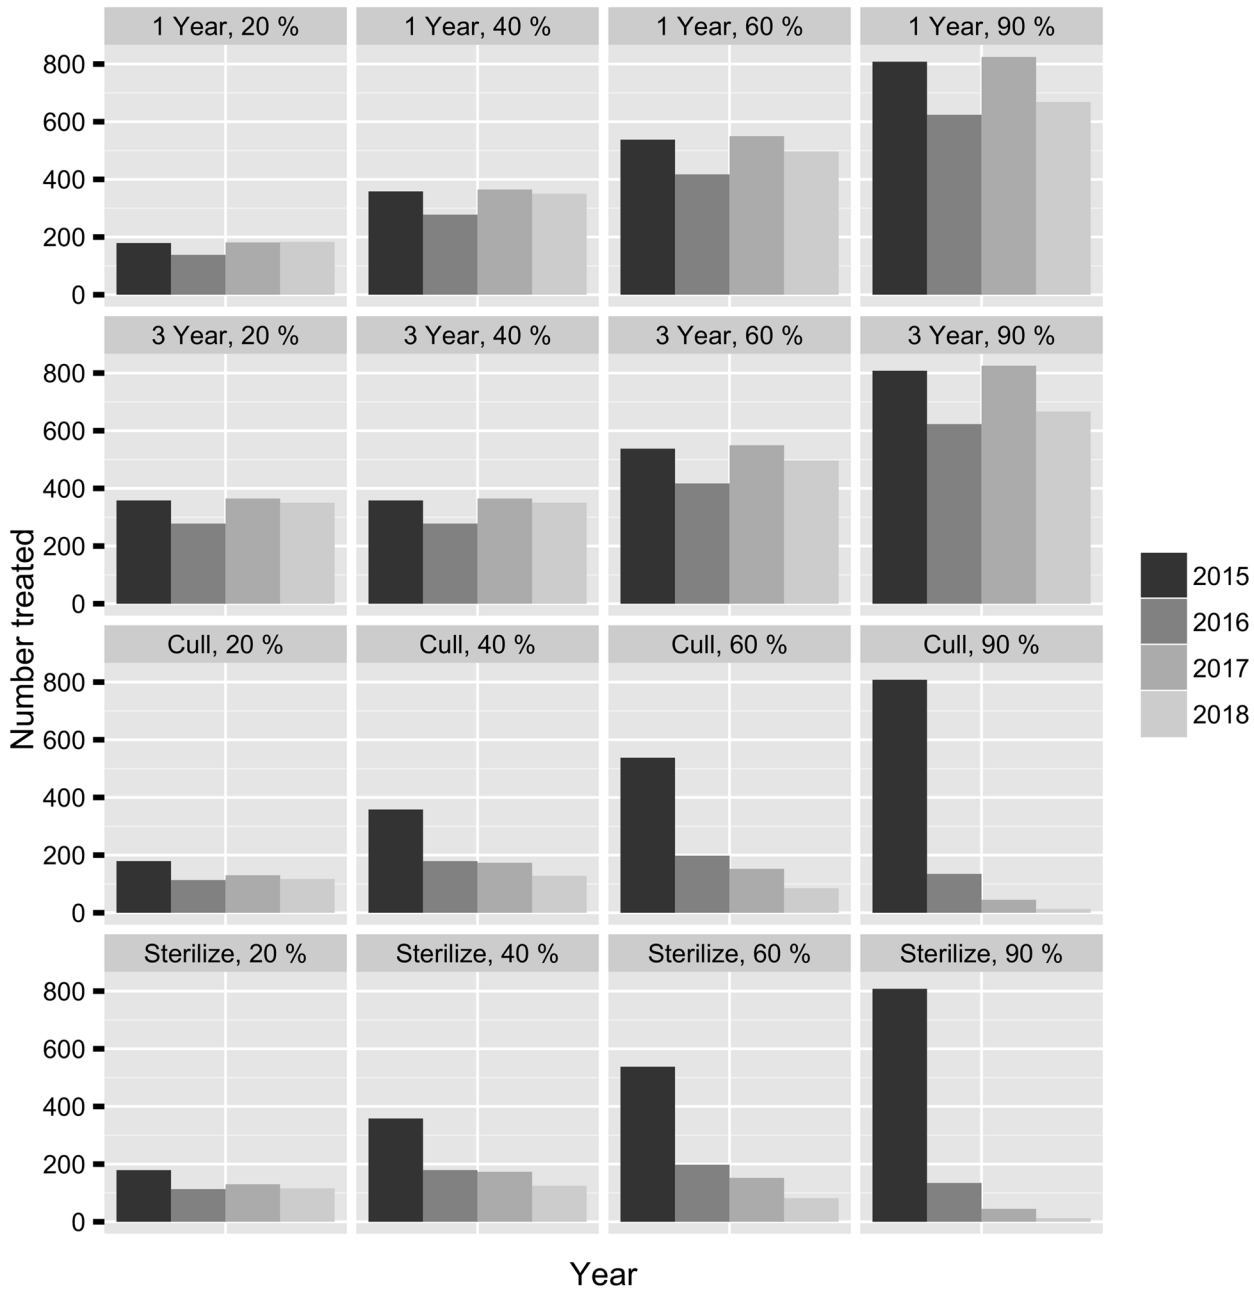 1 Year, 20 %
1 Year, 40 %
1 Year, 60 %
1 Year, 90 %
800
600
400
200
0
3 Year, 20 %
3 Year, 40 %
3 Year, 60 %
3 Year, 90 %
800
600
400
200
0
Cull, 20 %
Cull, 40 %
Cull, 60 %
Cull, 90 %
800
600
400
200
0
Sterilize, 20 %
Sterilize, 40 %
Sterilize, 60 %
Sterilize, 90 %
800
600
400
200
0
Number treated
Year
2015
2016
2017
2018